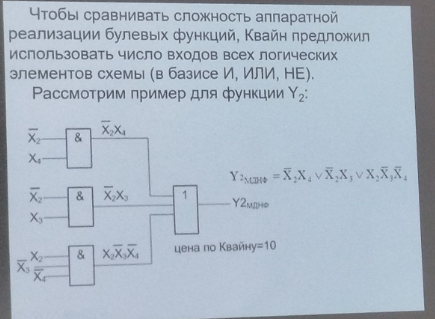 Чтобы сравнивать сложность аппаратной
реализации булевых функций, Квайн предложил
использовать число входов всех логических
элементов схемы (в базисе И, ИЛИ, НЕ).
Рассмотрим пример для функции Y₂:
X̅₂ & X̅₂X₄
X₄
Y₂МДНФ = X̅₂X₄ ∨ X̅₂X₃ ∨ X₂X̅₃X̅₄
X̅₂ & X̅₂X₃ 1 Y2МДНФ
X₃
X₂ & X₂X̅₃X̅₄ цена по Квайну=10
X̅₃
X̅₄